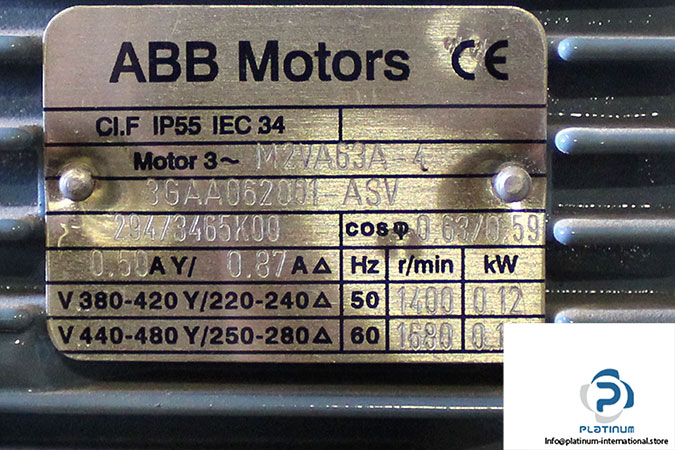 ABB Motors CE
Cl.F IP55 IEC 34
Motor 3~ M2VA63A-4
3GAA062001-ASV
294/3465K00 cos φ 0.63/0.59
0.50 A Y/ 0.87 A Δ Hz r/min kW
V 380-420 Y/220-240 Δ 50 1400 0.12
V 440-480 Y/250-280 Δ 60 1680
PLATINUM
Info@platinum-international.store